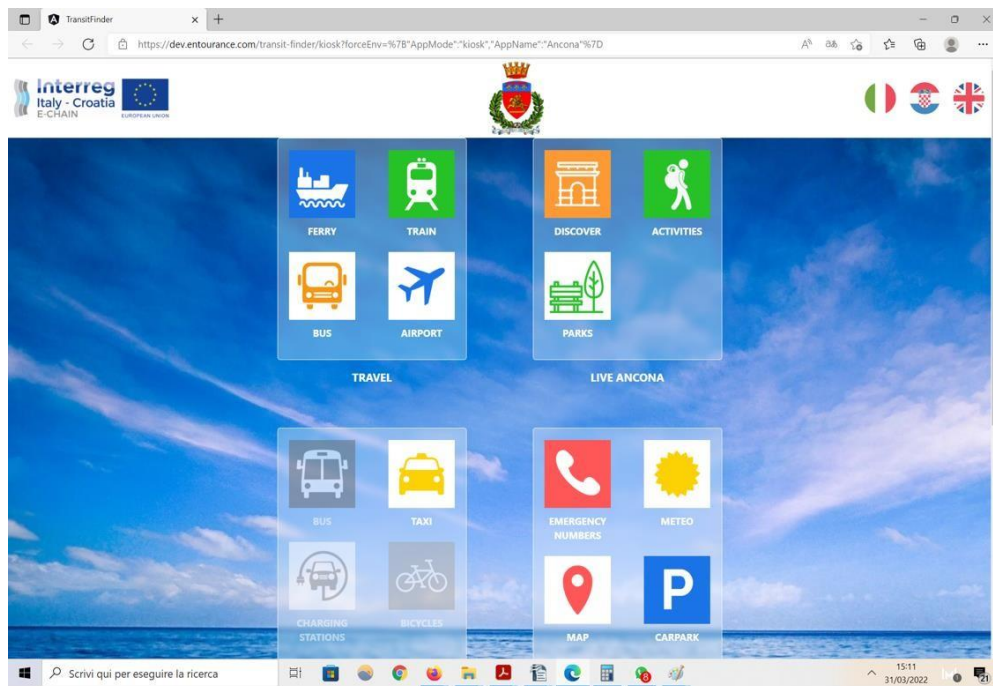 TransitFinder
https://dev.entourance.com/transit-finder/kiosk?forceEnv=%7B"AppMode":"kiosk","AppName":"Ancona"%7D
Interreg
Italy - Croatia
E-CHAIN
EUROPEAN UNION
FERRY
TRAIN
DISCOVER
ACTIVITIES
BUS
AIRPORT
PARKS
TRAVEL
LIVE ANCONA
BUS
TAXI
EMERGENCY
NUMBERS
METEO
P
CHARGING
STATIONS
BICYCLES
MAP
CARPARK
Scrivi qui per eseguire la ricerca
8
15:11
31/03/2022
21